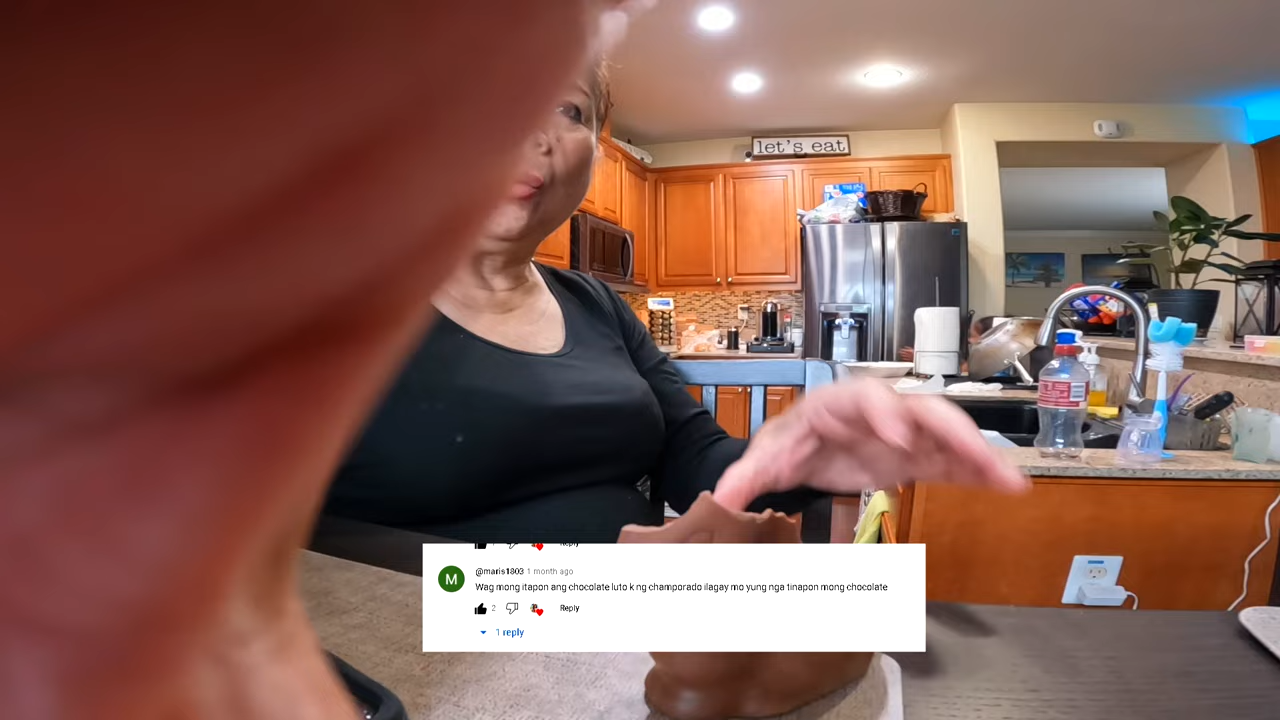 let's eat
Reply
@maris1803 1 month ago
Wag mong itapon ang chocolate luto k ng champorado ilagay mo yung nga tinapon mong chocolate
M
2
Reply
1 reply